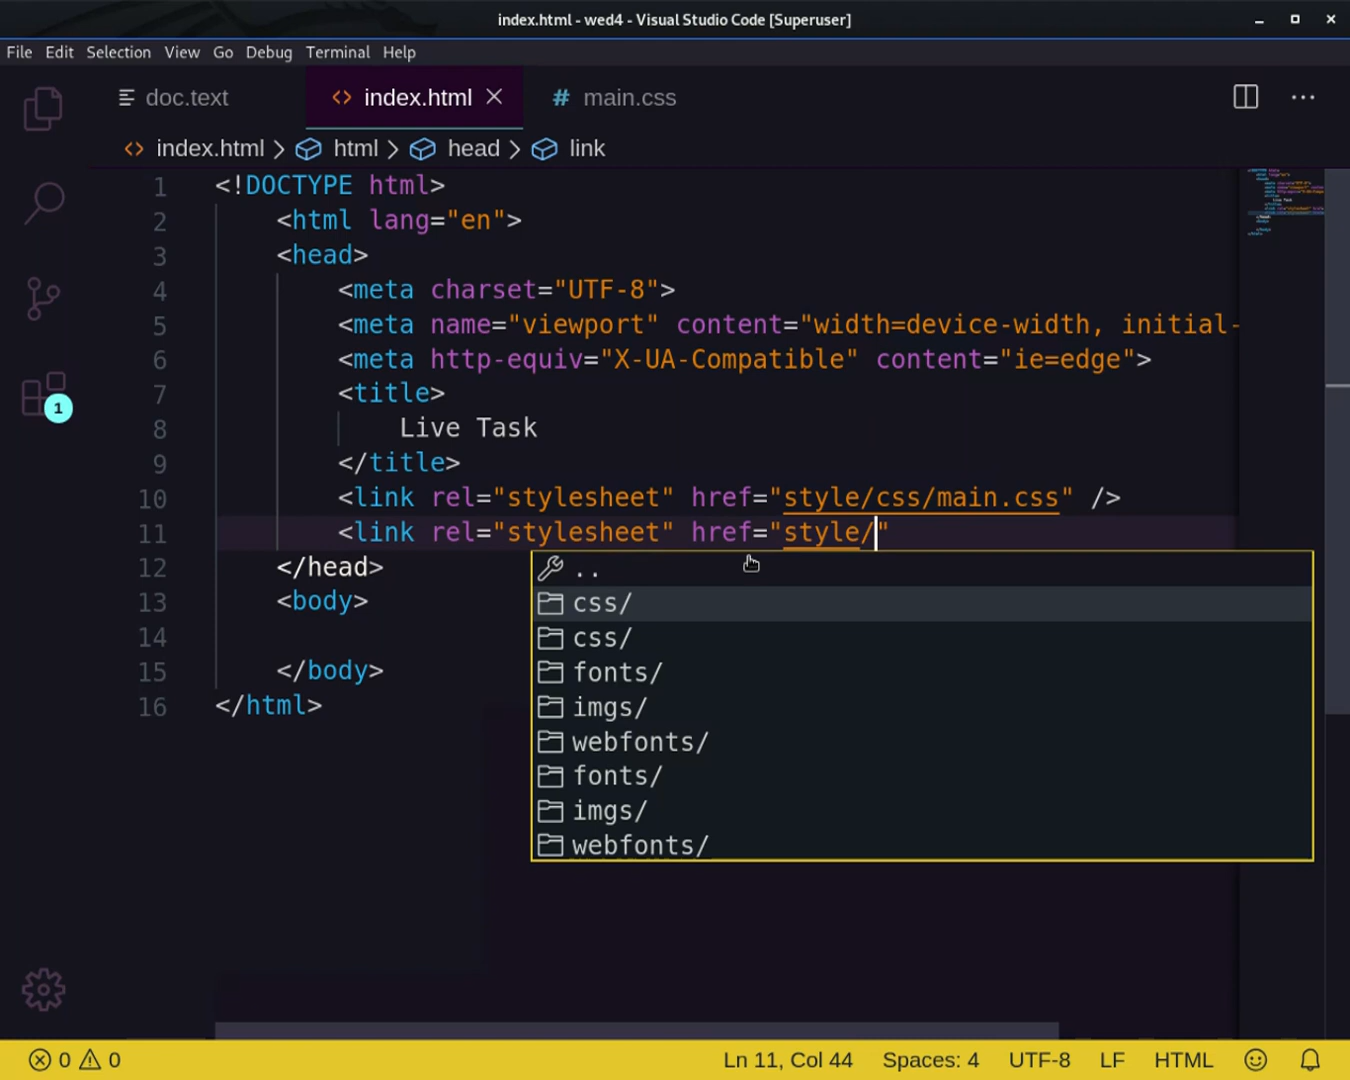 index.html - wed4 - Visual Studio Code [Superuser]
File Edit Selection View Go Debug Terminal Help
doc.text index.html # main.css
index.html > html > head > link
1 <!DOCTYPE html>
2 <html lang="en">
3 <head>
4 <meta charset="UTF-8">
5 <meta name="viewport" content="width=device-width, initial-
6 <meta http-equiv="X-UA-Compatible" content="ie=edge">
7 <title>
8 Live Task
9 </title>
10 <link rel="stylesheet" href="style/css/main.css" />
11 <link rel="stylesheet" href="style/"
12 </head>
13 <body>
14
15 </body>
16 </html>
..
css/
css/
fonts/
imgs/
webfonts/
fonts/
imgs/
webfonts/
1
0 0 Ln 11, Col 44 Spaces: 4 UTF-8 LF HTML